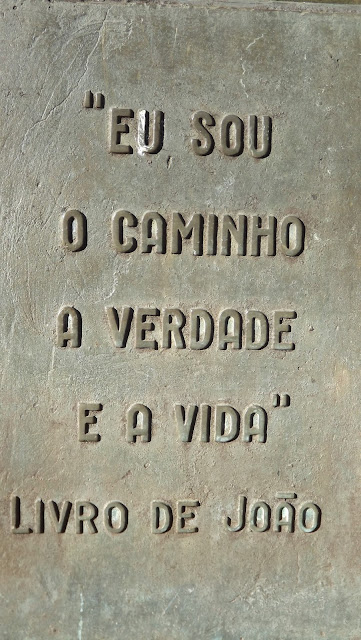 "EU SOU
O CAMINHO
A VERDADE
E A VIDA"
LIVRO DE JOÃO